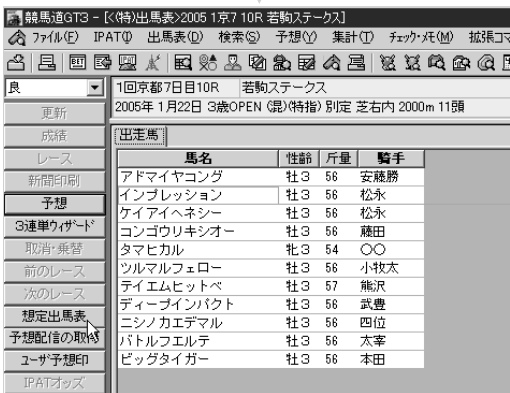 競馬道GT3 - [<(特)出馬表>2005 1京7 10R 若駒ステークス]
ファイル(F) IPAT(I) 出馬表(D) 検索(S) 予想(Y) 集計(T) チェック・メモ(M) 拡張コマ
良
1回京都7日目10R 若駒ステークス
2005年 1月22日 3歳OPEN (混)(特指) 別定 芝右内 2000m 11頭
更新
成績
レース
新聞印刷
予想
3連単ウィザード
取消・乗替
前のレース
次のレース
想定出馬表
予想配信の取得
ユーザ予想印
IPATオッズ
出走馬
馬名 性齢 斤量 騎手
アドマイヤコング 牡3 56 安藤勝
インプレッション 牡3 56 松永
ケイアイヘネシー 牡3 56 松永
コンゴウリキシオー 牡3 56 藤田
タマヒカル 牝3 54 〇〇
ツルマルフェロー 牡3 56 小牧太
テイエムヒットベ 牡3 57 熊沢
ディープインパクト 牡3 56 武豊
ニシノカエデマル 牡3 56 四位
バトルフエルテ 牡3 56 太宰
ビッグタイガー 牡3 56 本田